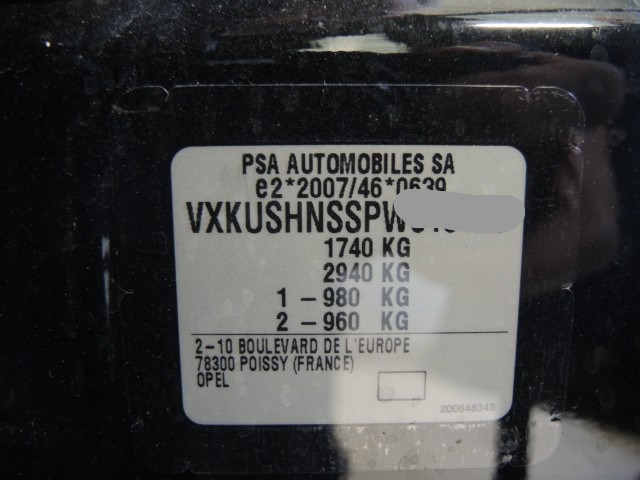 PSA AUTOMOBILES SA
e2*2007/46*0639
VXKUSHNSSPW
1740 KG
2940 KG
1 - 980 KG
2 - 960 KG
2-10 BOULEVARD DE L'EUROPE
78300 POISSY (FRANCE)
OPEL
200648345